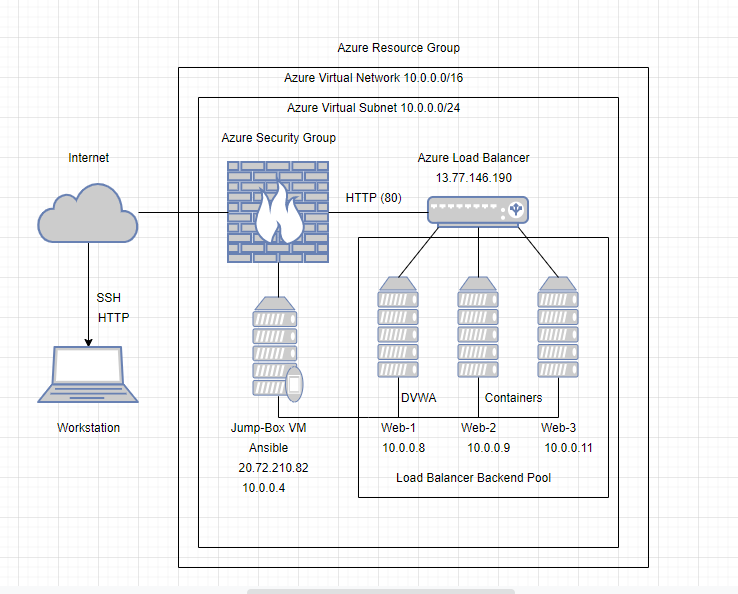 Azure Resource Group
Azure Virtual Network 10.0.0.0/16
Azure Virtual Subnet 10.0.0.0/24
Azure Security Group
Internet
Azure Load Balancer
13.77.146.190
HTTP (80)
SSH
HTTP
DVWA
Containers
Workstation
Jump-Box VM
Ansible
20.72.210.82
10.0.0.4
Web-1
10.0.0.8
Web-2
10.0.0.9
Web-3
10.0.0.11
Load Balancer Backend Pool